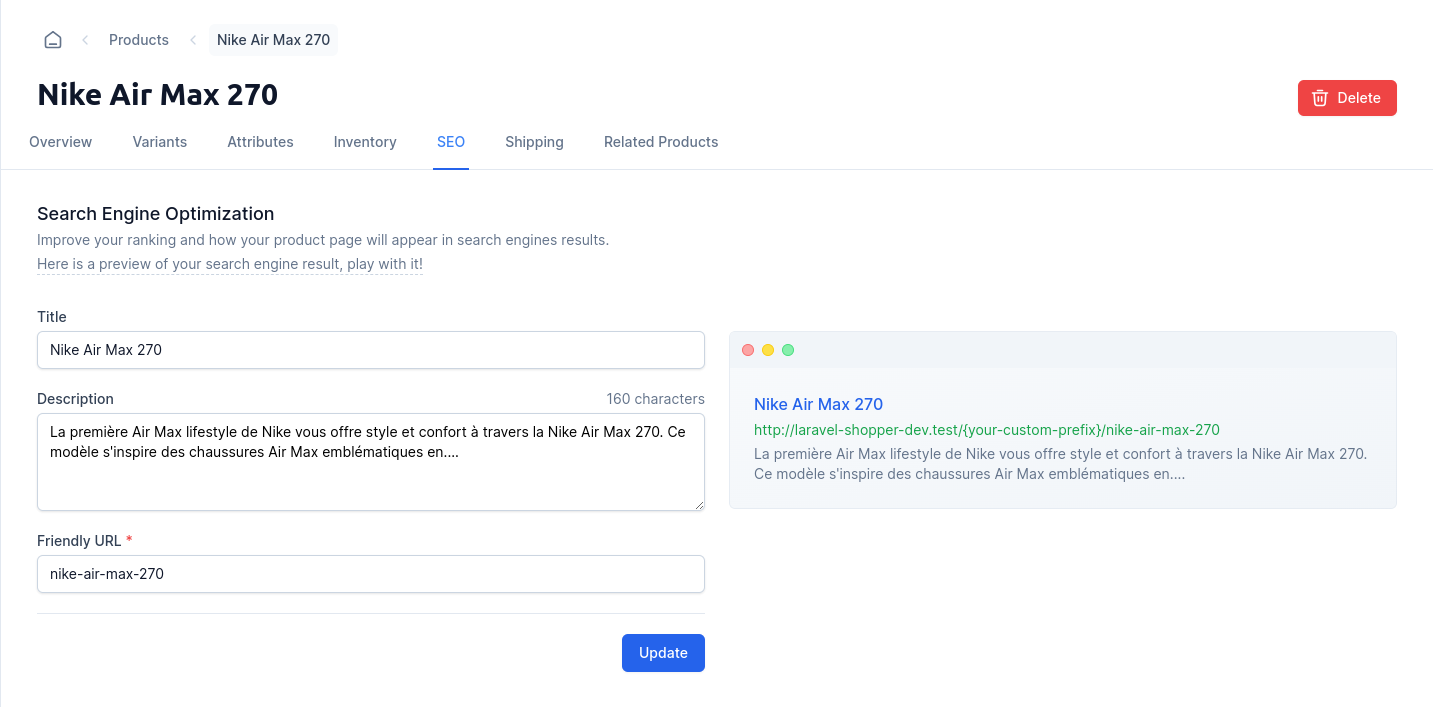 Products
Nike Air Max 270
Nike Air Max 270
Delete
Overview Variants Attributes Inventory SEO Shipping Related Products
Search Engine Optimization
Improve your ranking and how your product page will appear in search engines results.
Here is a preview of your search engine result, play with it!
Title
Nike Air Max 270
Description 160 characters
La première Air Max lifestyle de Nike vous offre style et confort à travers la Nike Air Max 270. Ce
modèle s'inspire des chaussures Air Max emblématiques en....
Friendly URL *
nike-air-max-270
Update
Nike Air Max 270
http://laravel-shopper-dev.test/{your-custom-prefix}/nike-air-max-270
La première Air Max lifestyle de Nike vous offre style et confort à travers la Nike Air Max 270.
Ce modèle s'inspire des chaussures Air Max emblématiques en....